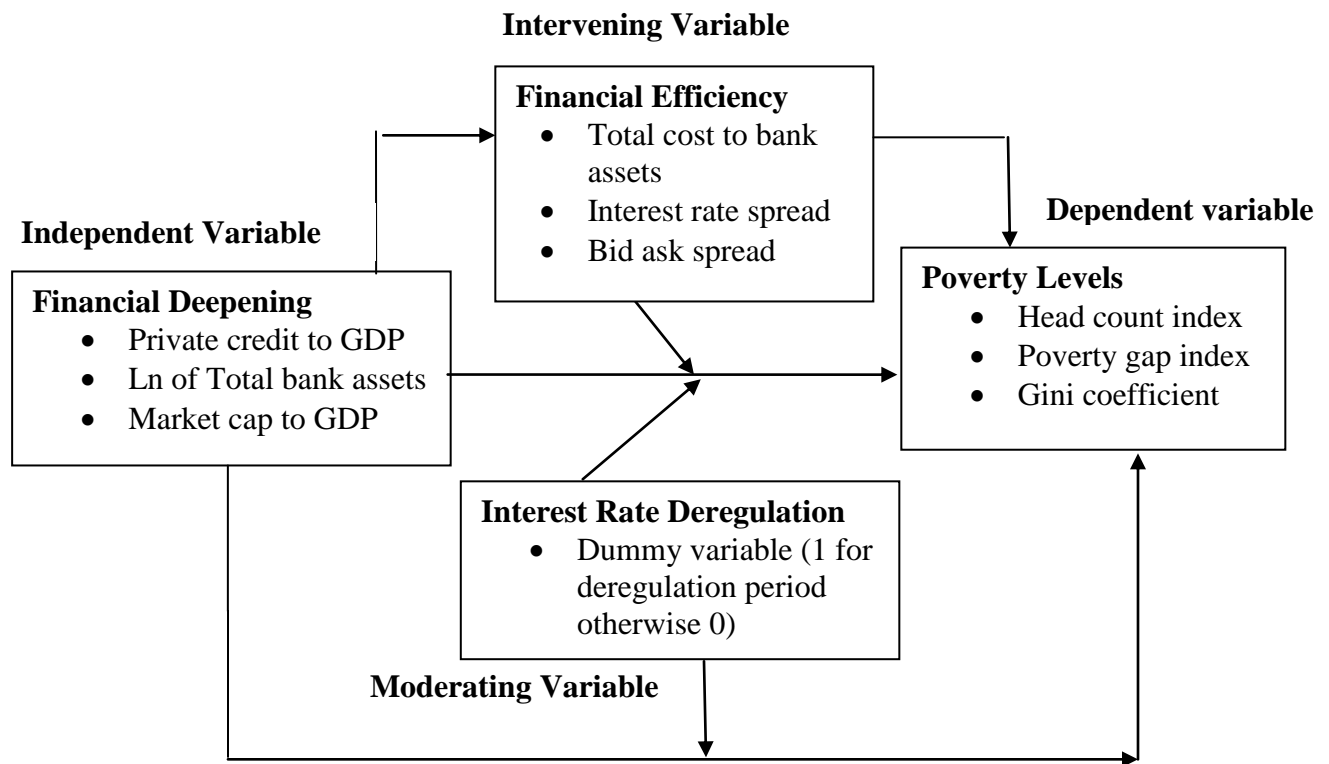 Intervening Variable
Financial Efficiency
• Total cost to bank
assets
• Interest rate spread
• Bid ask spread
Independent Variable
Financial Deepening
• Private credit to GDP
• Ln of Total bank assets
• Market cap to GDP
Dependent variable
Poverty Levels
• Head count index
• Poverty gap index
• Gini coefficient
Interest Rate Deregulation
• Dummy variable (1 for
deregulation period
otherwise 0)
Moderating Variable